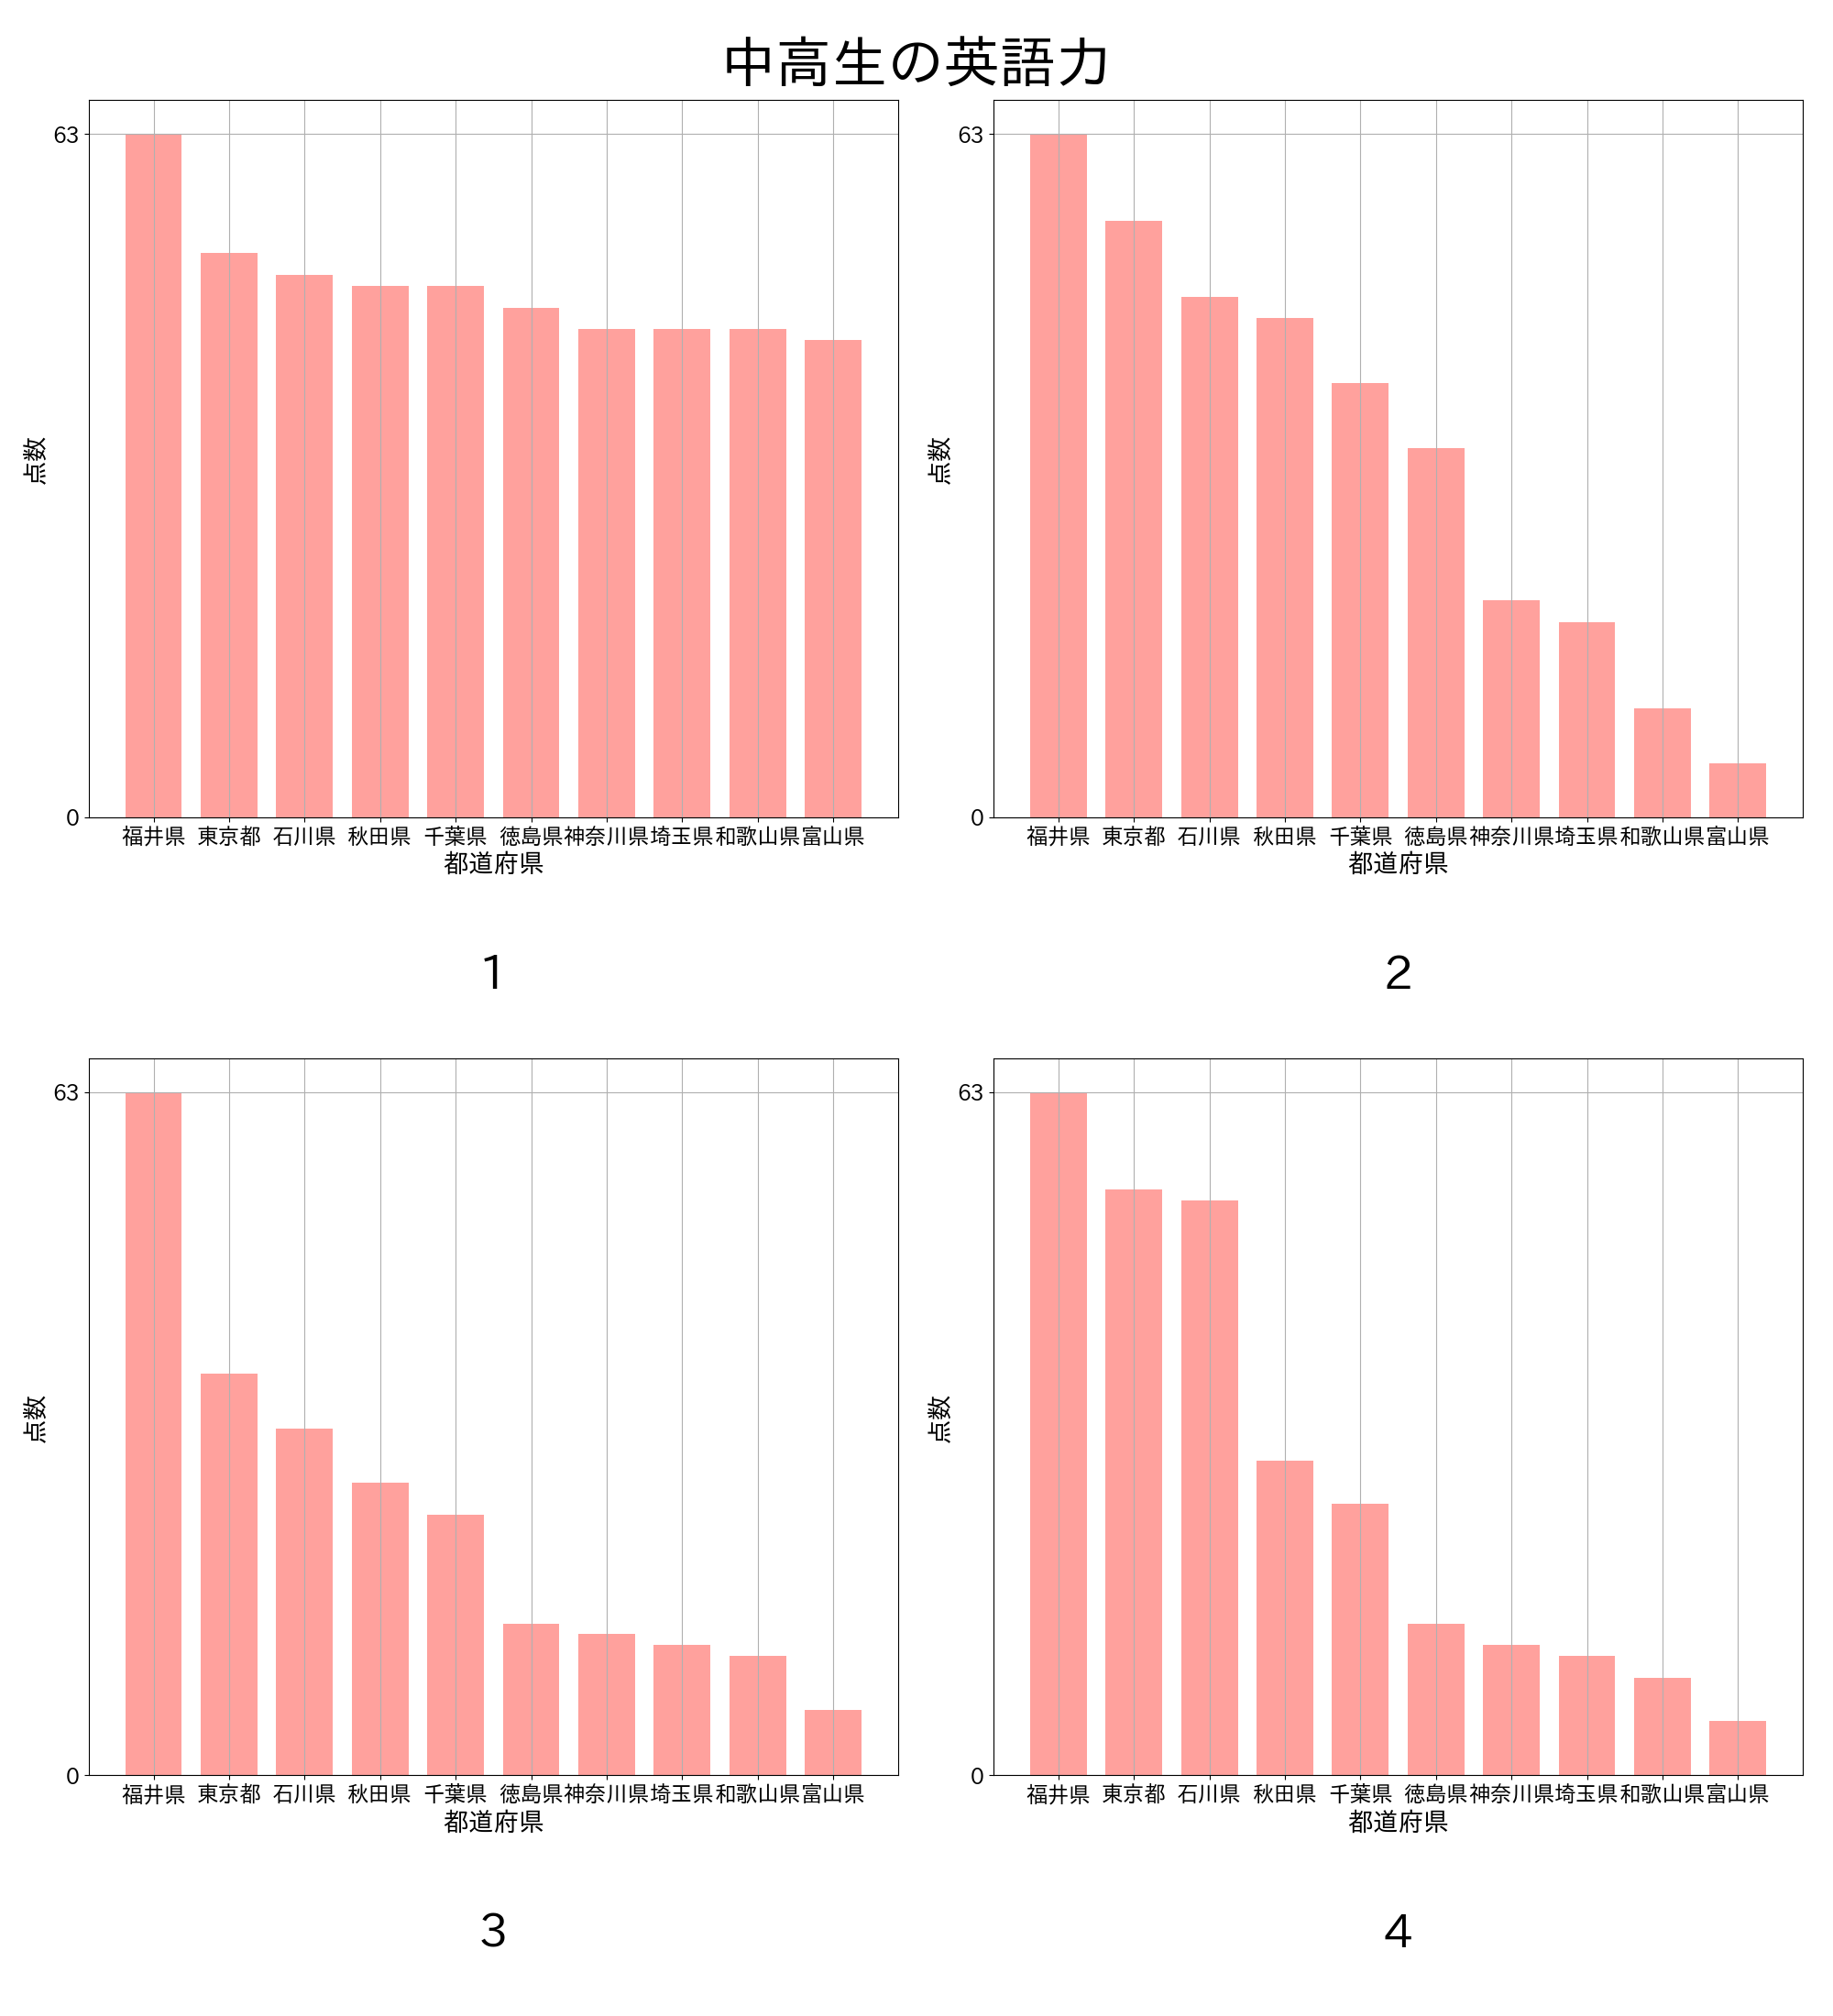 中高生の英語力
63
0
点数
福井県 東京都 石川県 秋田県 千葉県 徳島県 神奈川県 埼玉県 和歌山県 富山県
都道府県
1
63
0
点数
福井県 東京都 石川県 秋田県 千葉県 徳島県 神奈川県 埼玉県 和歌山県 富山県
都道府県
2
63
0
点数
福井県 東京都 石川県 秋田県 千葉県 徳島県 神奈川県 埼玉県 和歌山県 富山県
都道府県
3
63
0
点数
福井県 東京都 石川県 秋田県 千葉県 徳島県 神奈川県 埼玉県 和歌山県 富山県
都道府県
4